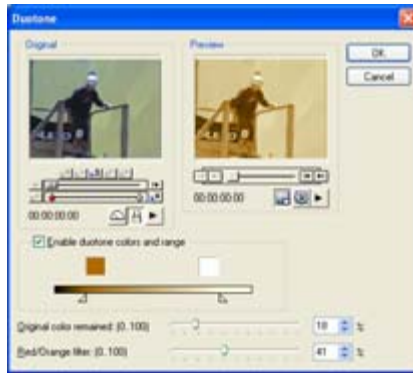 Duotone
Original
Preview
OK
Cancel
00:00:00:00
00:00:00:00
Enable duotone colors and range
Original color remained: (0..100)
18 %
Red/Orange filter: (0..100)
41 %